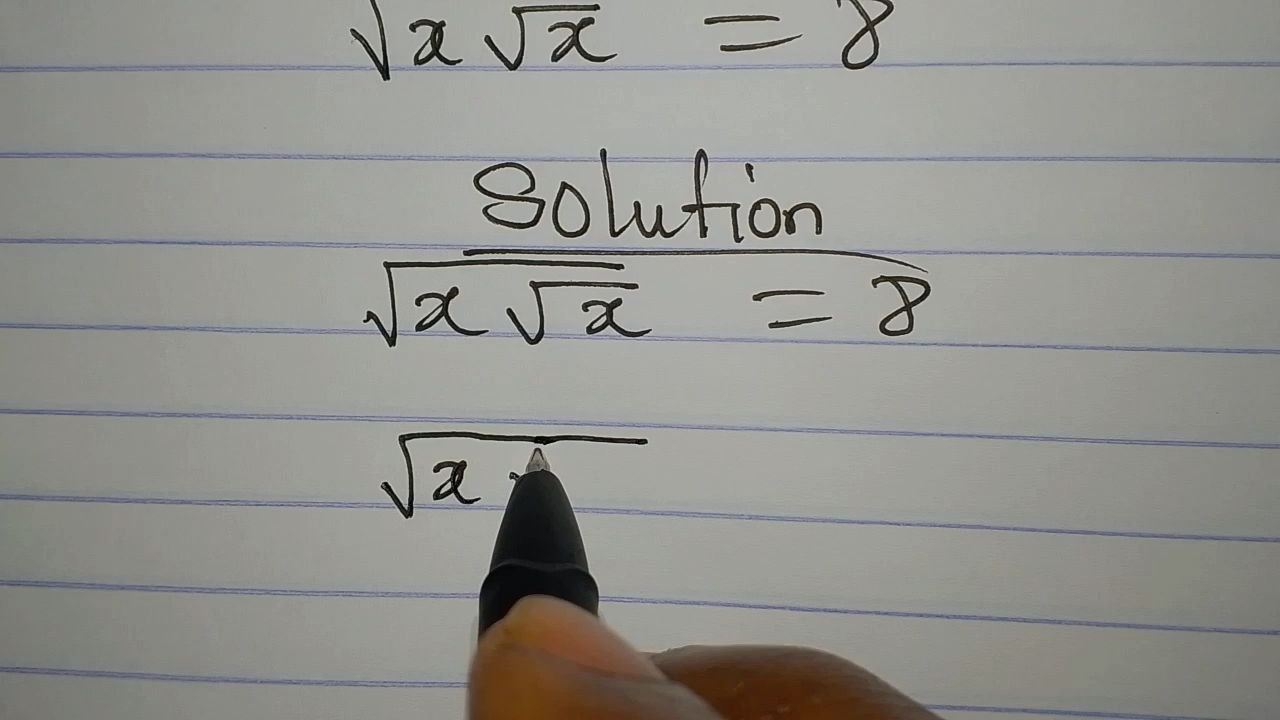 √x√x = 8
Solution
√(x√x) = 8
√x ·